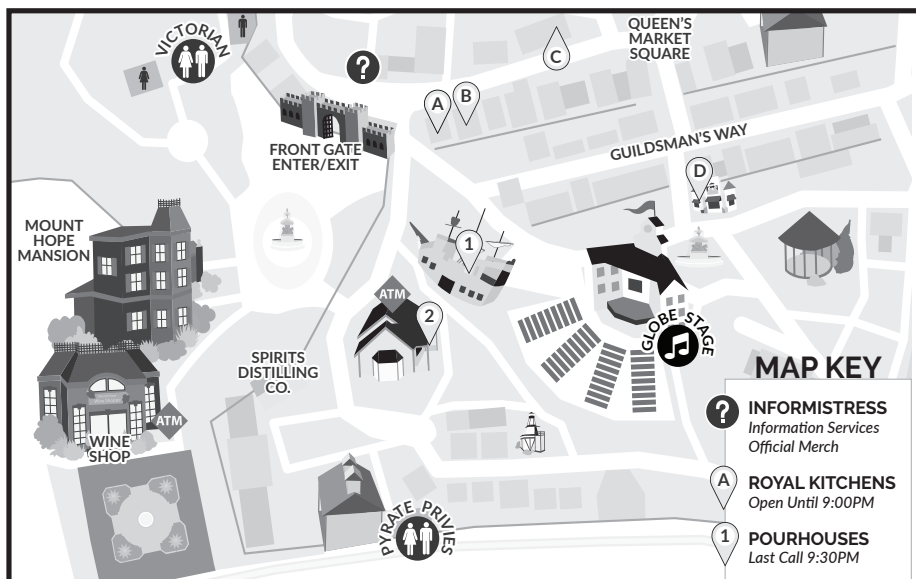 VICTORIAN
?
QUEEN'S
MARKET
SQUARE
C
A
B
FRONT GATE
ENTER/EXIT
GUILDSMAN'S WAY
D
MOUNT
HOPE
MANSION
1
ATM
2
GLOBE STAGE
SPIRITS
DISTILLING
CO.
ATM
WINE
SHOP
PYRATE PRIVIES
MAP KEY
? INFORMISTRESS
Information Services
Official Merch
A ROYAL KITCHENS
Open Until 9:00PM
1 POURHOUSES
Last Call 9:30PM